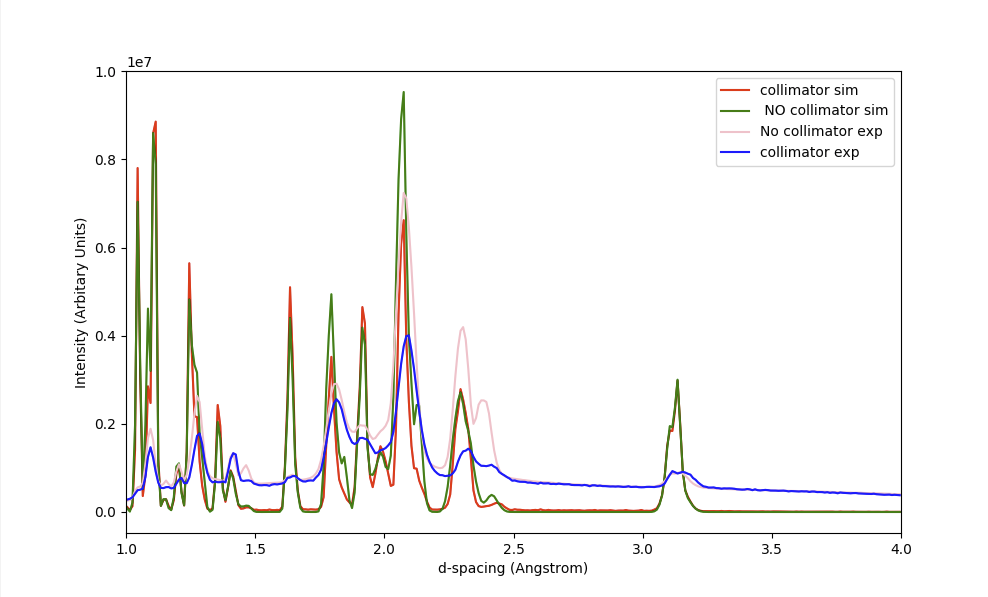 1e7
1.0
0.8
0.6
0.4
0.2
0.0
Intensity (Arbitary Units)
collimator sim
NO collimator sim
No collimator exp
collimator exp
1.0 1.5 2.0 2.5 3.0 3.5 4.0
d-spacing (Angstrom)